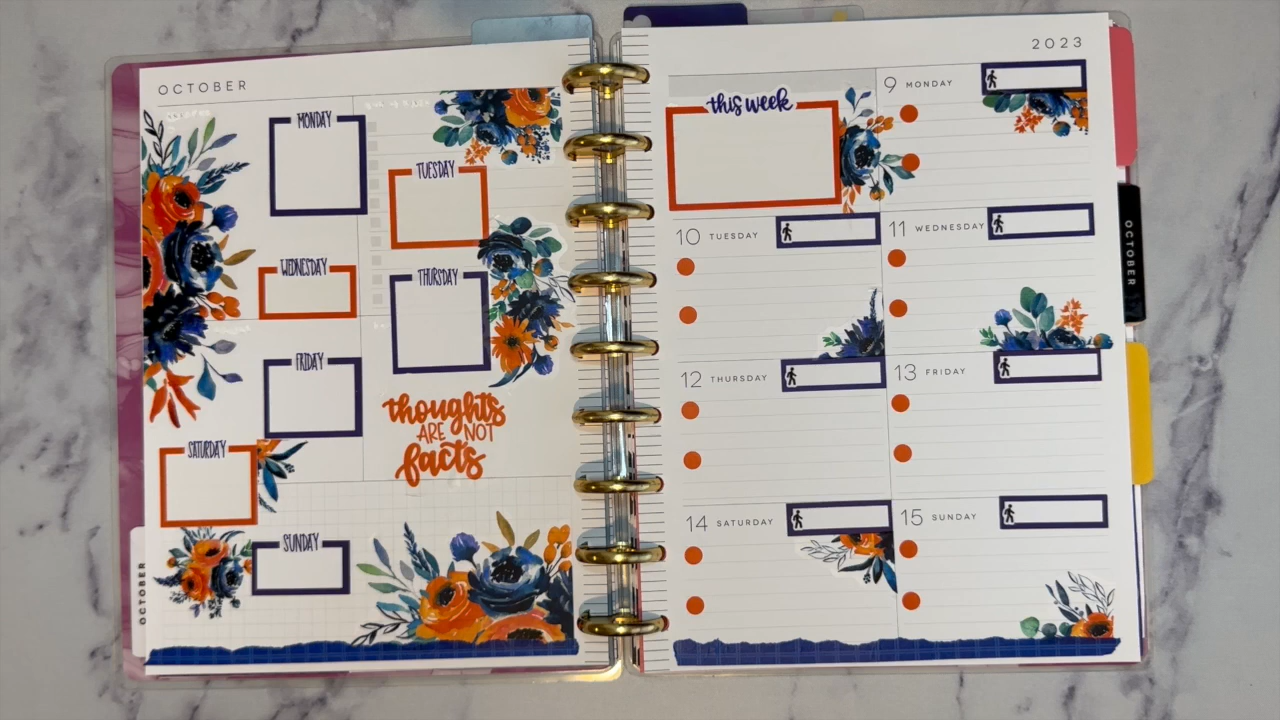 OCTOBER
MONDAY
TUESDAY
WEDNESDAY
THURSDAY
FRIDAY
thoughts
ARE NOT
facts
SATURDAY
SUNDAY
OCTOBER
2023
this week
9 MONDAY
10 TUESDAY
11 WEDNESDAY
12 THURSDAY
13 FRIDAY
14 SATURDAY
15 SUNDAY
OCTOBER